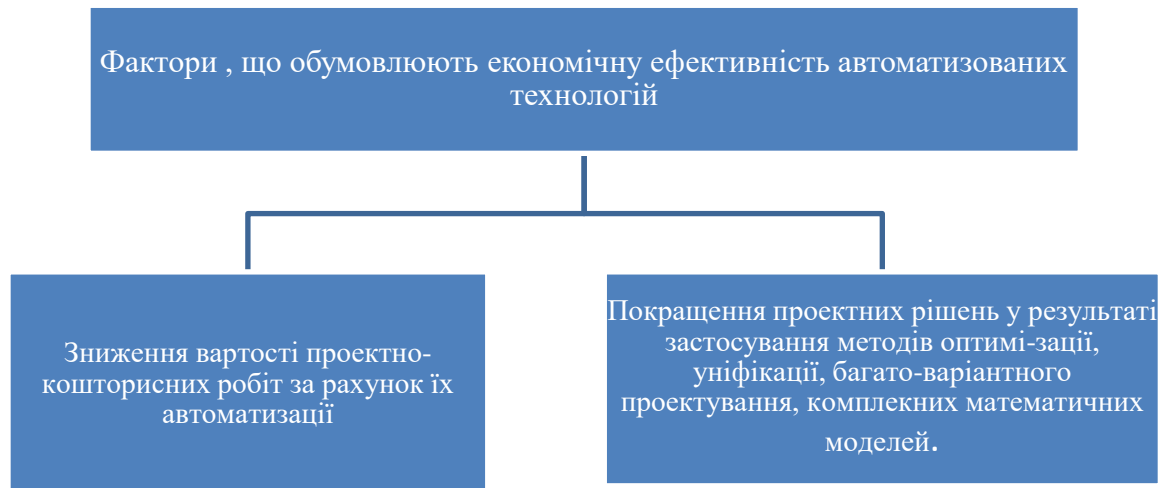 Фактори , що обумовлюють економічну ефективність автоматизованих
технологій
Зниження вартості проектно-
кошторисних робіт за рахунок їх
автоматизації
Покращення проектних рішень у результаті
застосування методів оптимі-зації,
уніфікації, багато-варіантного
проектування, комплекних математичних
моделей.